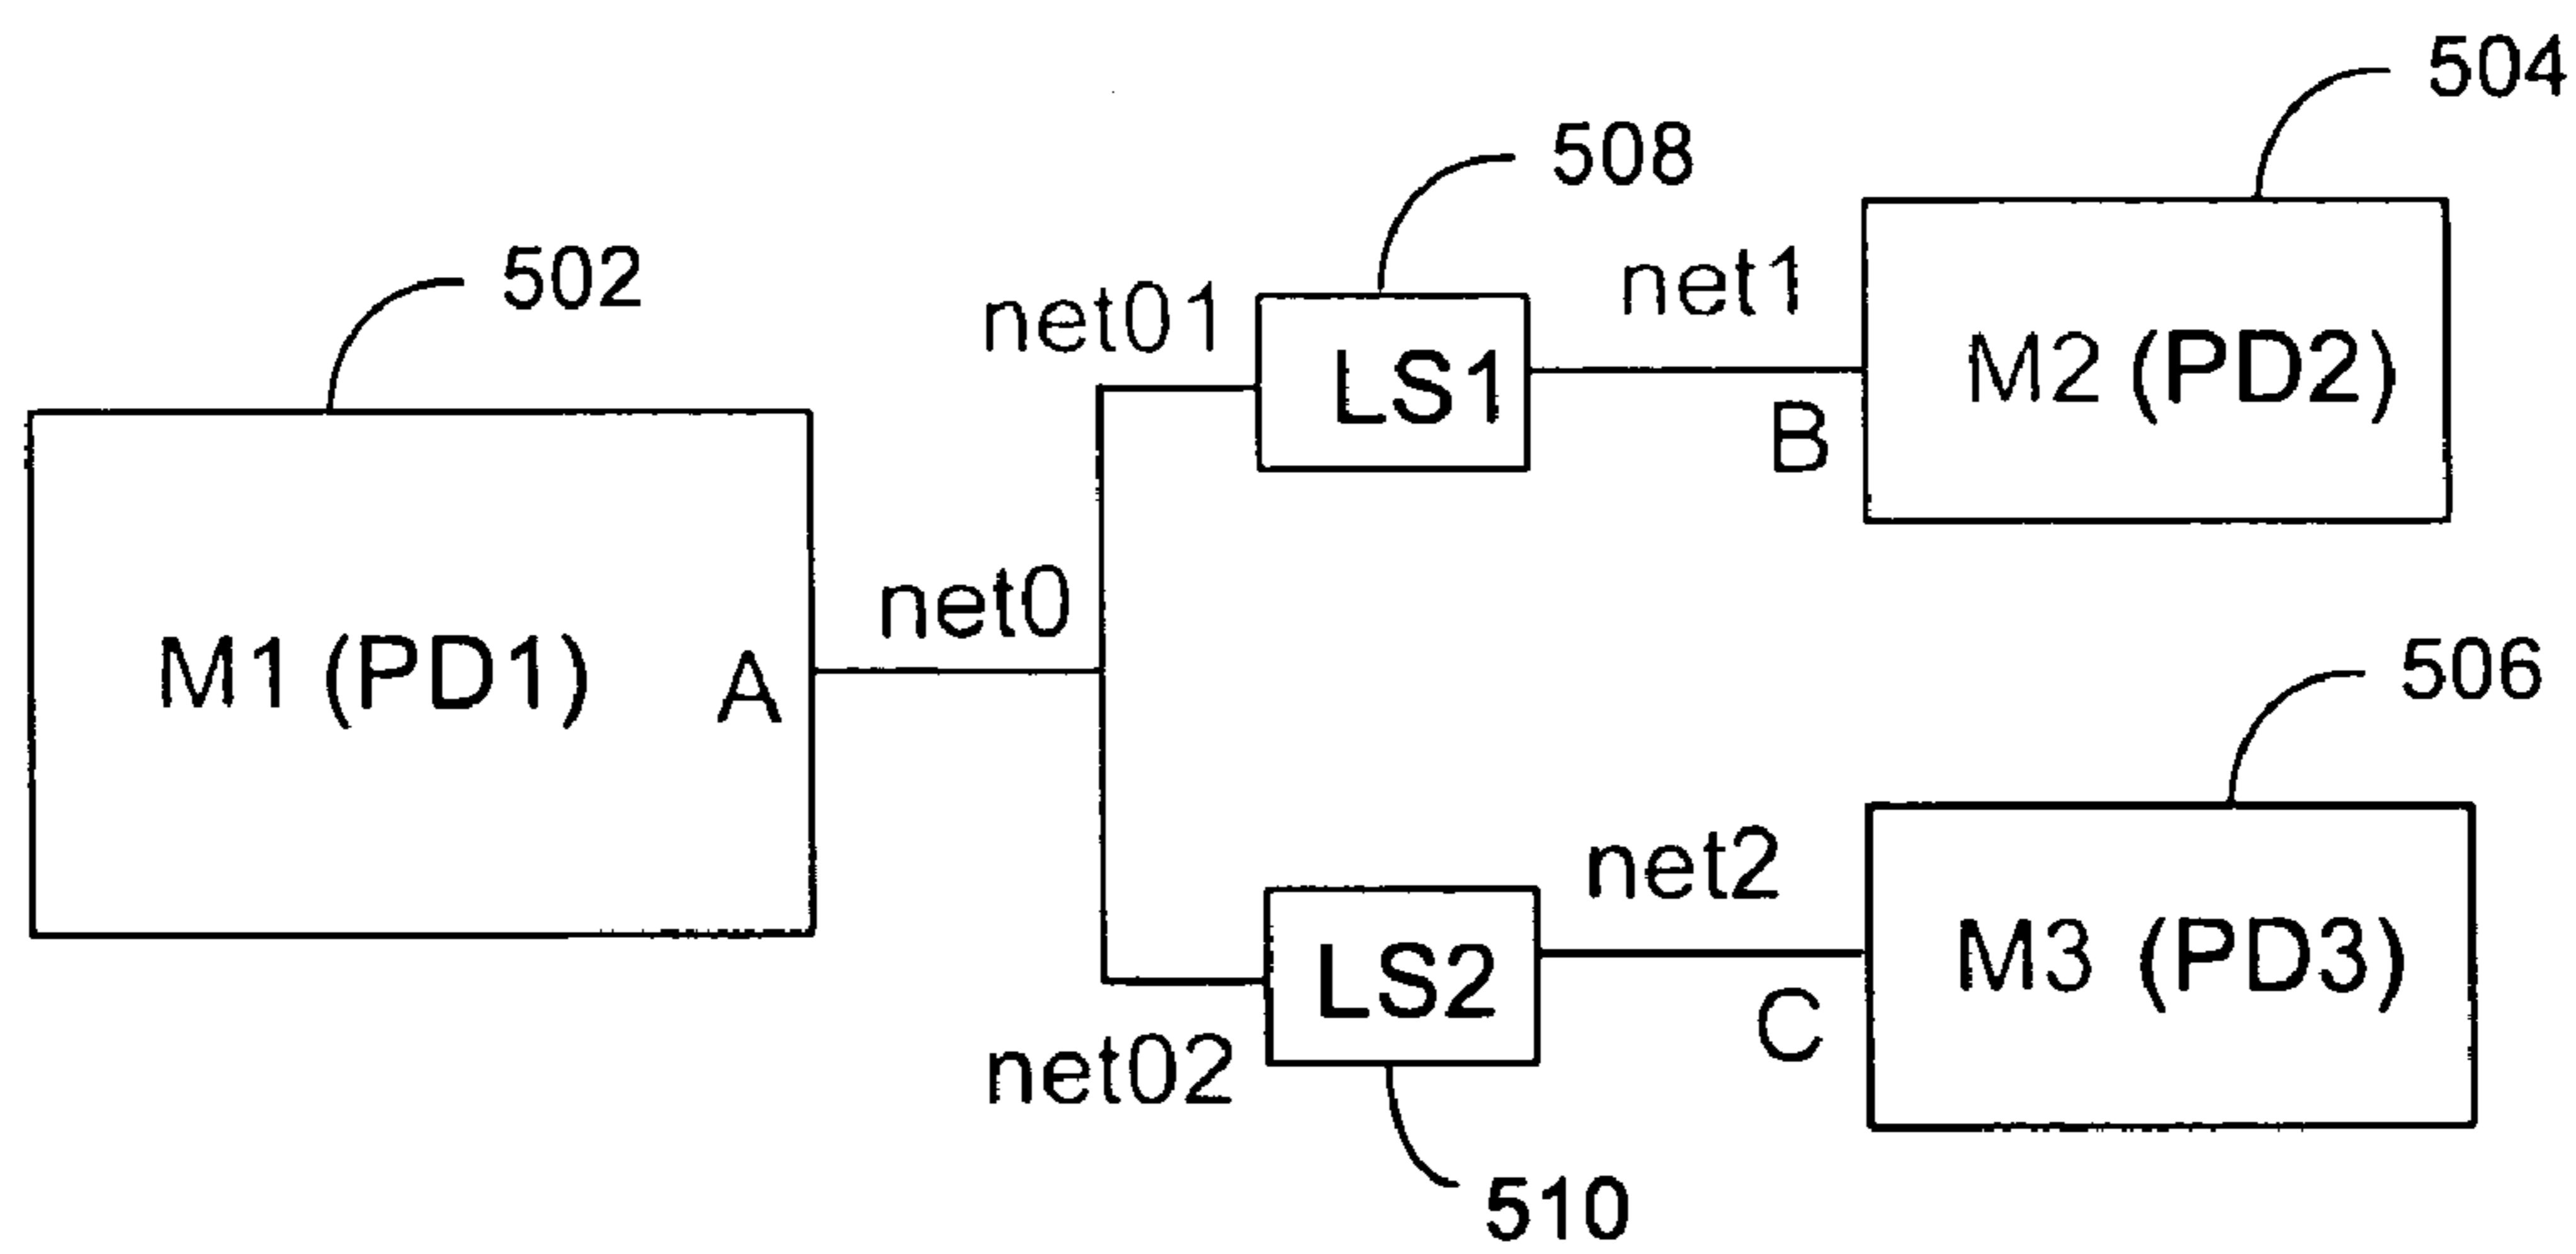 504
508
502
net1
net01
LS1
M2 (PD2)
B
net0
M1 (PD1)
A
506
net2
LS2
M3 (PD3)
C
net02
510